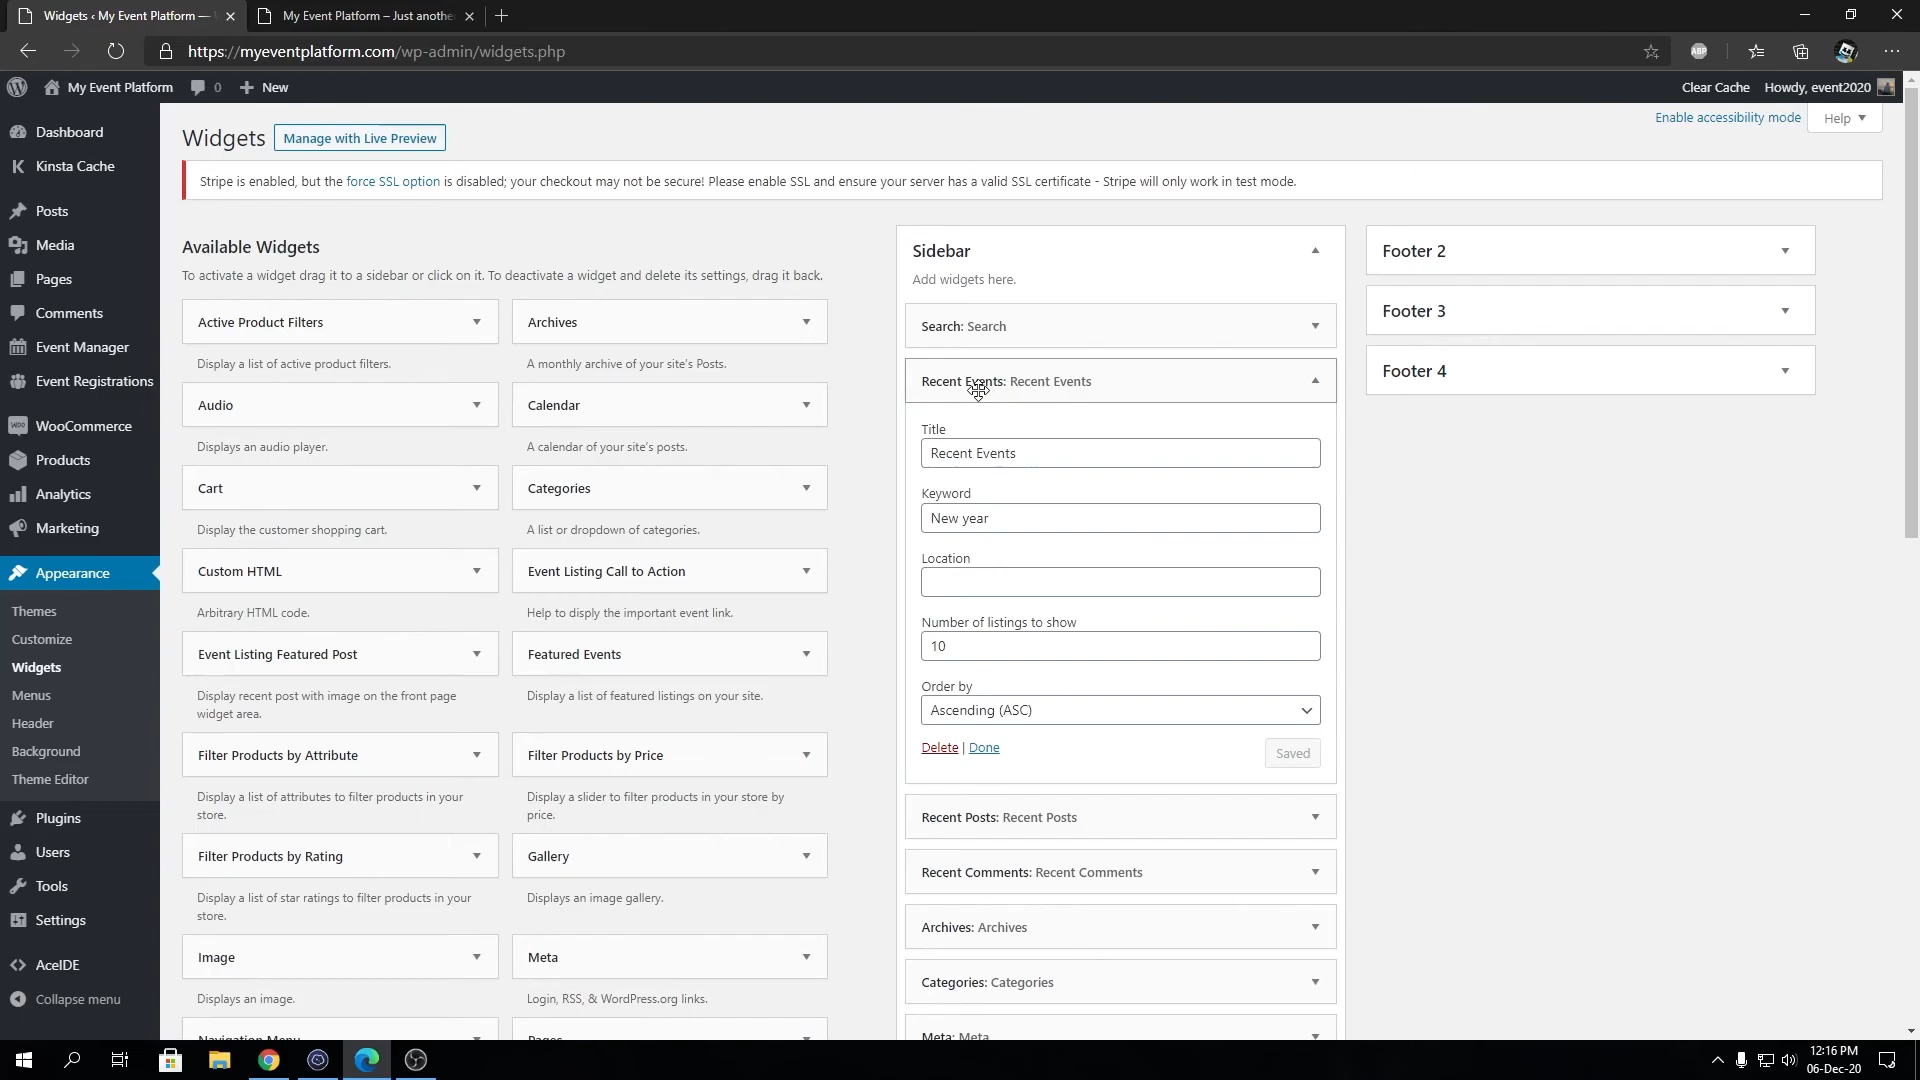 Widgets ‹ My Event Platform —
My Event Platform – Just anothe
https://myeventplatform.com/wp-admin/widgets.php
ABP
My Event Platform
0
New
Clear Cache
Howdy, event2020
Dashboard
Kinsta Cache
Posts
Media
Pages
Comments
Event Manager
Event Registrations
WooCommerce
Products
Analytics
Marketing
Appearance
Themes
Customize
Widgets
Menus
Header
Background
Theme Editor
Plugins
Users
Tools
Settings
AceIDE
Collapse menu
Widgets
Manage with Live Preview
Enable accessibility mode
Help
Stripe is enabled, but the force SSL option is disabled; your checkout may not be secure! Please enable SSL and ensure your server has a valid SSL certificate - Stripe will only work in test mode.
Available Widgets
To activate a widget drag it to a sidebar or click on it. To deactivate a widget and delete its settings, drag it back.
Active Product Filters
Display a list of active product filters.
Archives
A monthly archive of your site's Posts.
Audio
Displays an audio player.
Calendar
A calendar of your site's posts.
Cart
Display the customer shopping cart.
Categories
A list or dropdown of categories.
Custom HTML
Arbitrary HTML code.
Event Listing Call to Action
Help to disply the important event link.
Event Listing Featured Post
Display recent post with image on the front page
widget area.
Featured Events
Display a list of featured listings on your site.
Filter Products by Attribute
Display a list of attributes to filter products in your
store.
Filter Products by Price
Display a slider to filter products in your store by
price.
Filter Products by Rating
Display a list of star ratings to filter products in your
store.
Gallery
Displays an image gallery.
Image
Displays an image.
Meta
Login, RSS, & WordPress.org links.
Navigation Menu
Pages
Sidebar
Add widgets here.
Search: Search
Recent Events: Recent Events
Title
Recent Events
Keyword
New year
Location
Number of listings to show
10
Order by
Ascending (ASC)
Delete | Done
Saved
Recent Posts: Recent Posts
Recent Comments: Recent Comments
Archives: Archives
Categories: Categories
Meta: Meta
Footer 2
Footer 3
Footer 4
12:16 PM
06-Dec-20